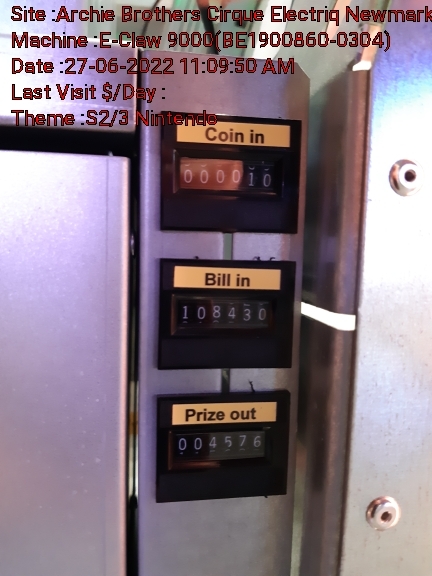 Site :Archie Brothers Cirque Electriq Newmark
Machine :E-Claw 9000(BE1900860-0304)
Date :27-06-2022 11:09:50 AM
Last Visit $/Day :
Theme :S2/3 Nintendo
Coin in
000010
Bill in
108430
Prize out
004576